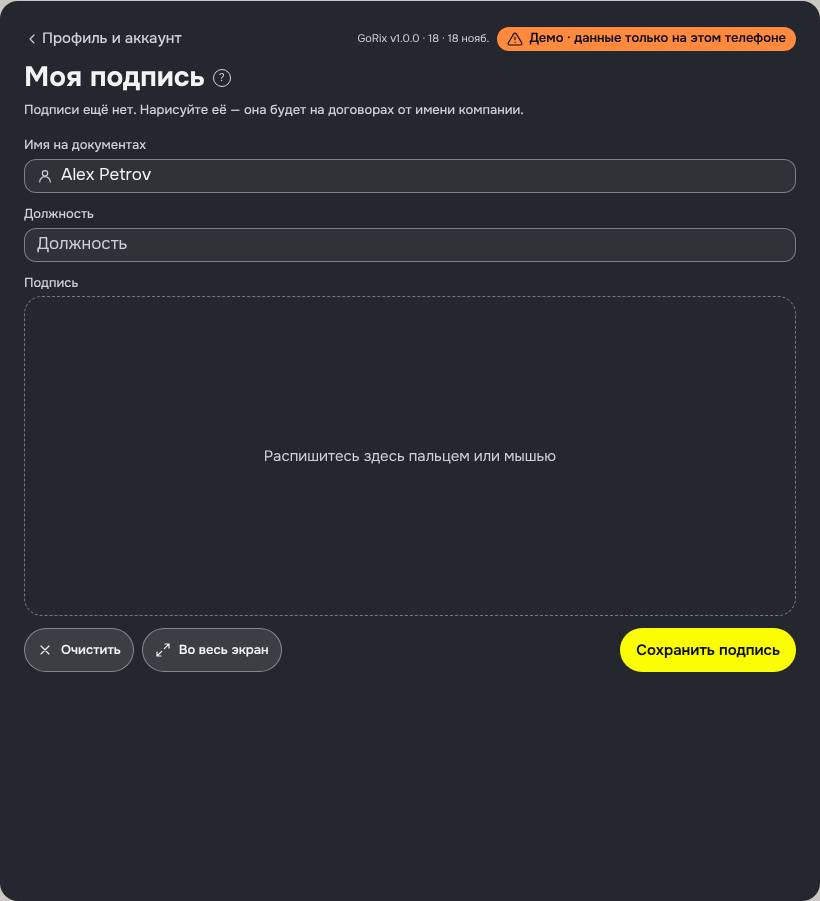 Профиль и аккаунт
GoRix v1.0.0 · 18 · 18 нояб.
Демо · данные только на этом телефоне
Моя подпись ?
Подписи ещё нет. Нарисуйте её — она будет на договорах от имени компании.
Имя на документах
Alex Petrov
Должность
Должность
Подпись
Распишитесь здесь пальцем или мышью
Очистить
Во весь экран
Сохранить подпись